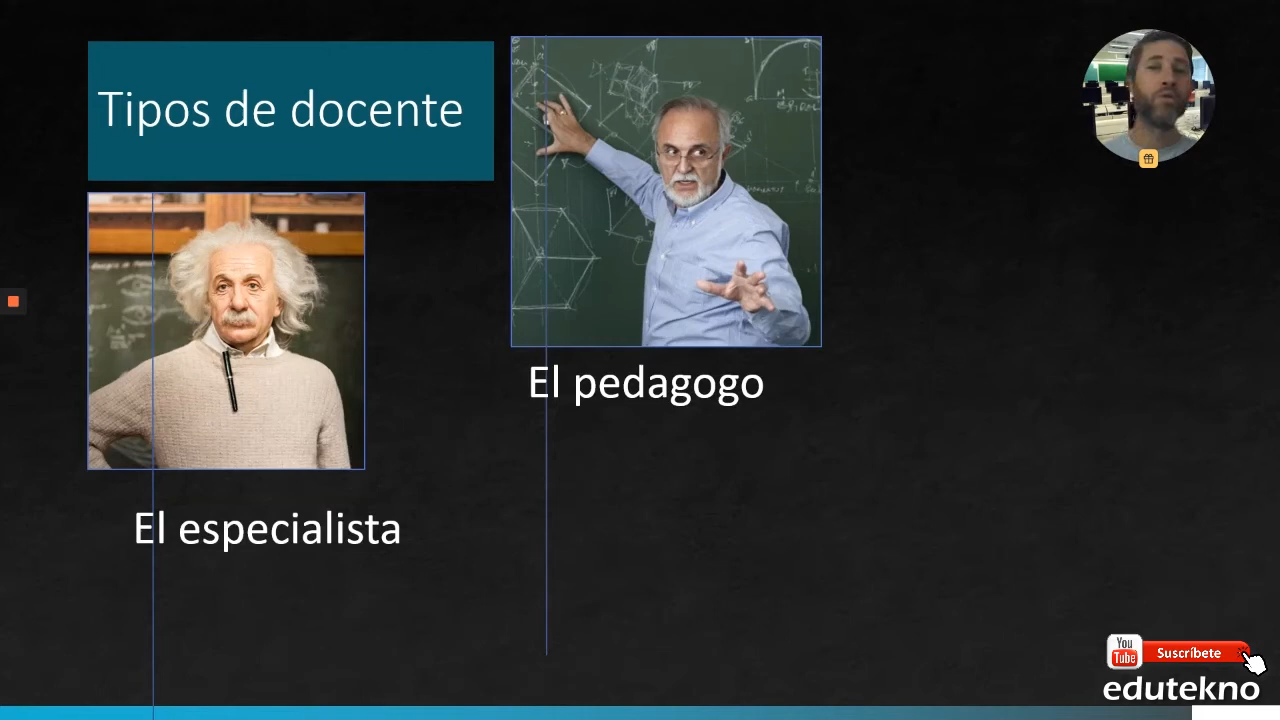 Tipos de docente
El pedagogo
El especialista
You
Tube
Suscríbete
edutekno